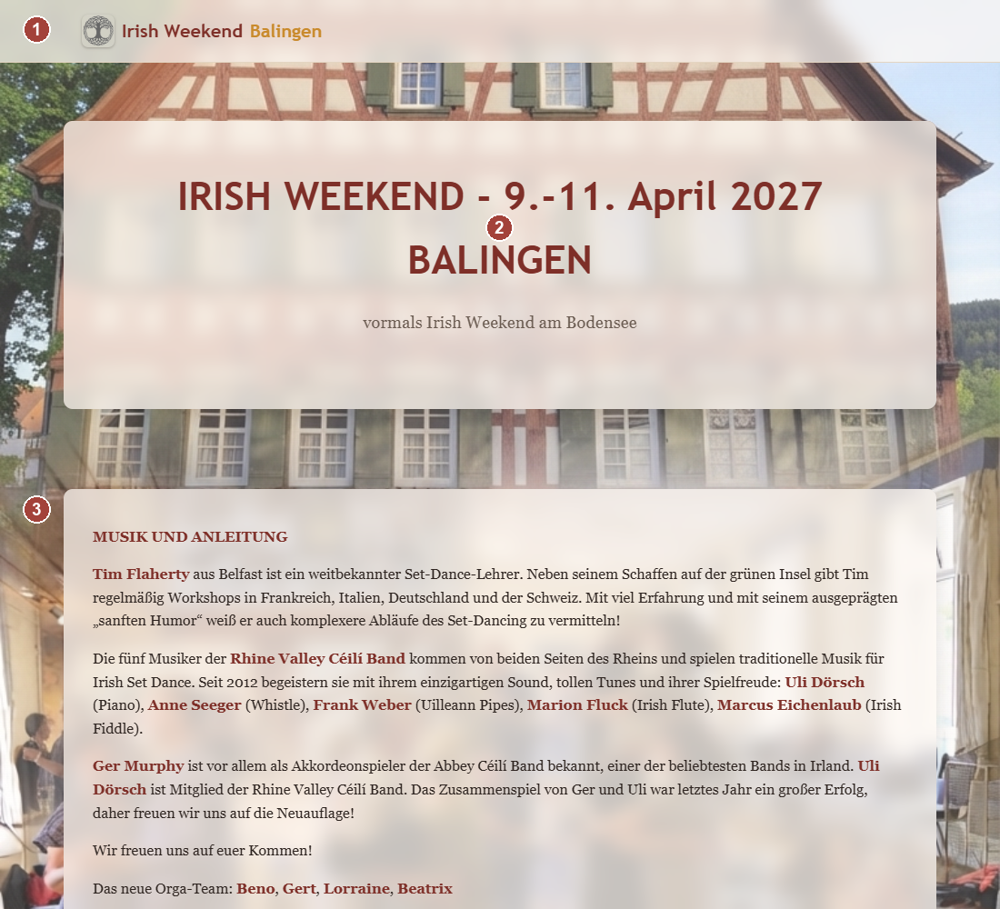 1
Irish Weekend Balingen
IRISH WEEKEND - 9.-11. April 2027
2
BALINGEN
vormals Irish Weekend am Bodensee
3
MUSIK UND ANLEITUNG
Tim Flaherty aus Belfast ist ein weitbekannter Set-Dance-Lehrer. Neben seinem Schaffen auf der grünen Insel gibt Tim
regelmäßig Workshops in Frankreich, Italien, Deutschland und der Schweiz. Mit viel Erfahrung und mit seinem ausgeprägten
„sanften Humor“ weiß er auch komplexere Abläufe des Set-Dancing zu vermitteln!
Die fünf Musiker der Rhine Valley Céilí Band kommen von beiden Seiten des Rheins und spielen traditionelle Musik für
Irish Set Dance. Seit 2012 begeistern sie mit ihrem einzigartigen Sound, tollen Tunes und ihrer Spielfreude: Uli Dörsch
(Piano), Anne Seeger (Whistle), Frank Weber (Uilleann Pipes), Marion Fluck (Irish Flute), Marcus Eichenlaub (Irish
Fiddle).
Ger Murphy ist vor allem als Akkordeonspieler der Abbey Céilí Band bekannt, einer der beliebtesten Bands in Irland. Uli
Dörsch ist Mitglied der Rhine Valley Céilí Band. Das Zusammenspiel von Ger und Uli war letztes Jahr ein großer Erfolg,
daher freuen wir uns auf die Neuauflage!
Wir freuen uns auf euer Kommen!
Das neue Orga-Team: Beno, Gert, Lorraine, Beatrix